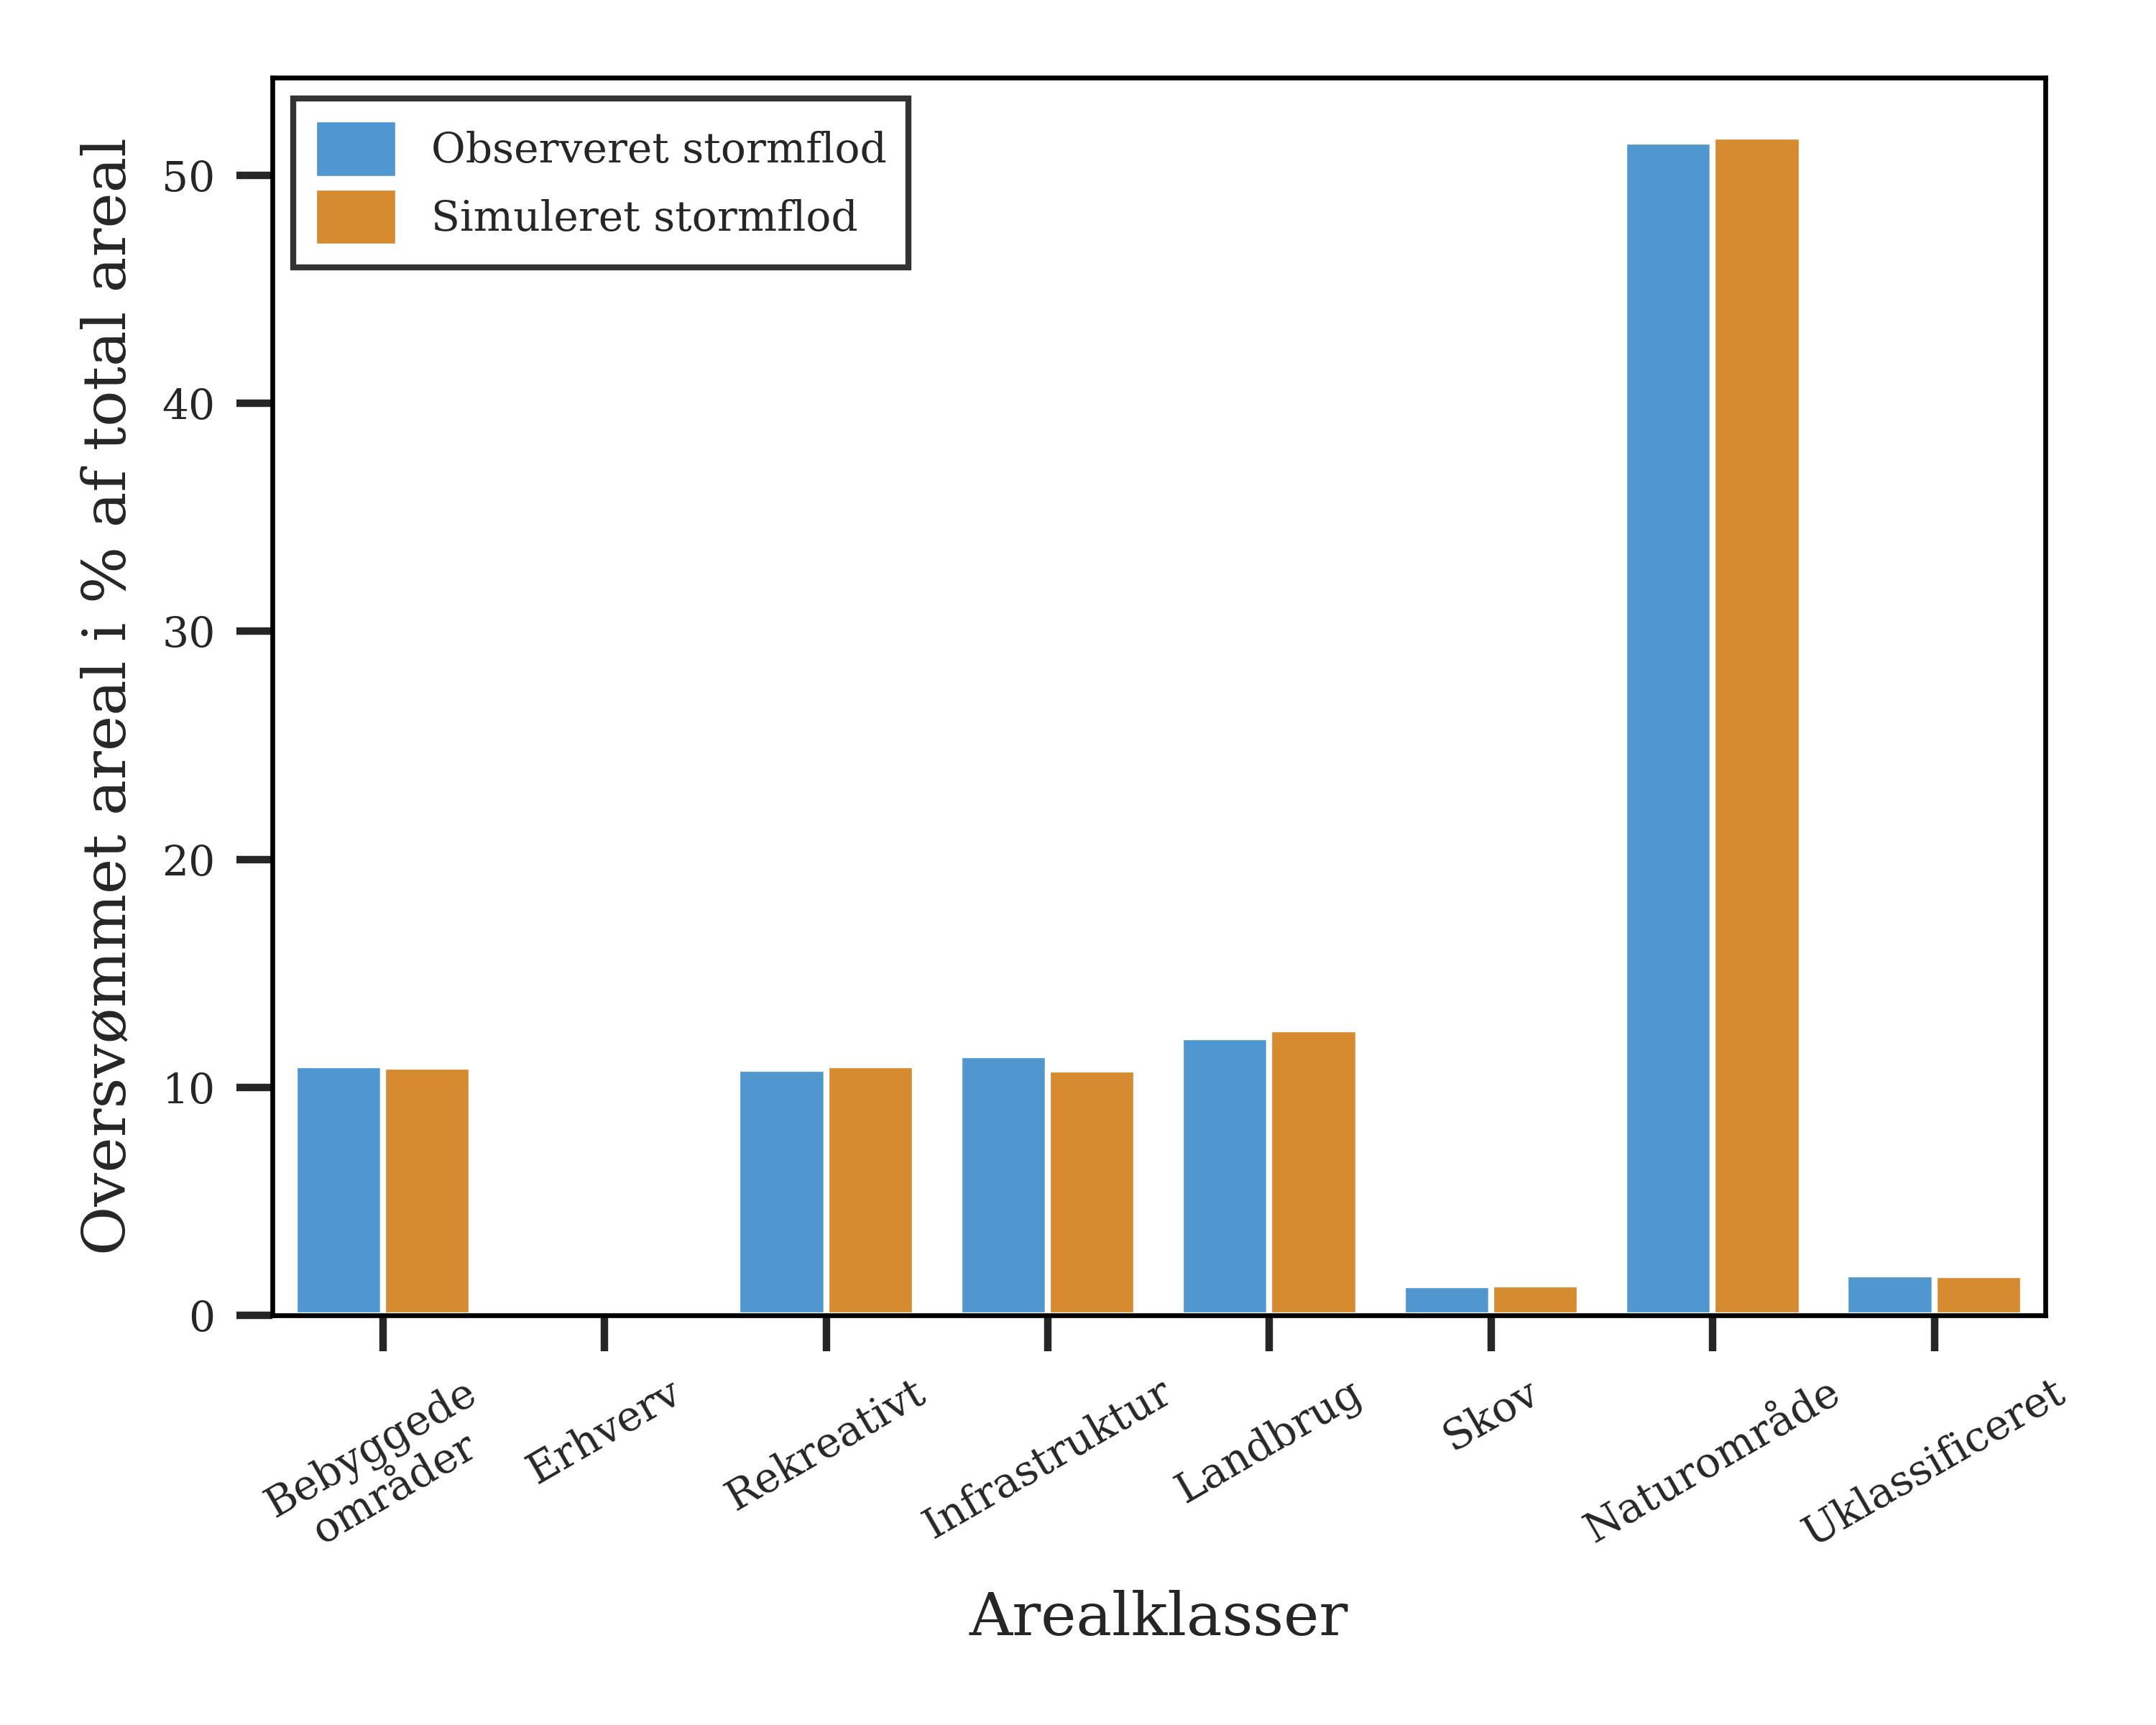 Observeret stormflod
Simuleret stormflod
Oversvømmet areal i % af total areal
50
40
30
20
10
0
Bebyggede
områder
Erhverv
Rekreativt
Infrastruktur
Landbrug
Skov
Naturområde
Uklassificeret
Arealklasser